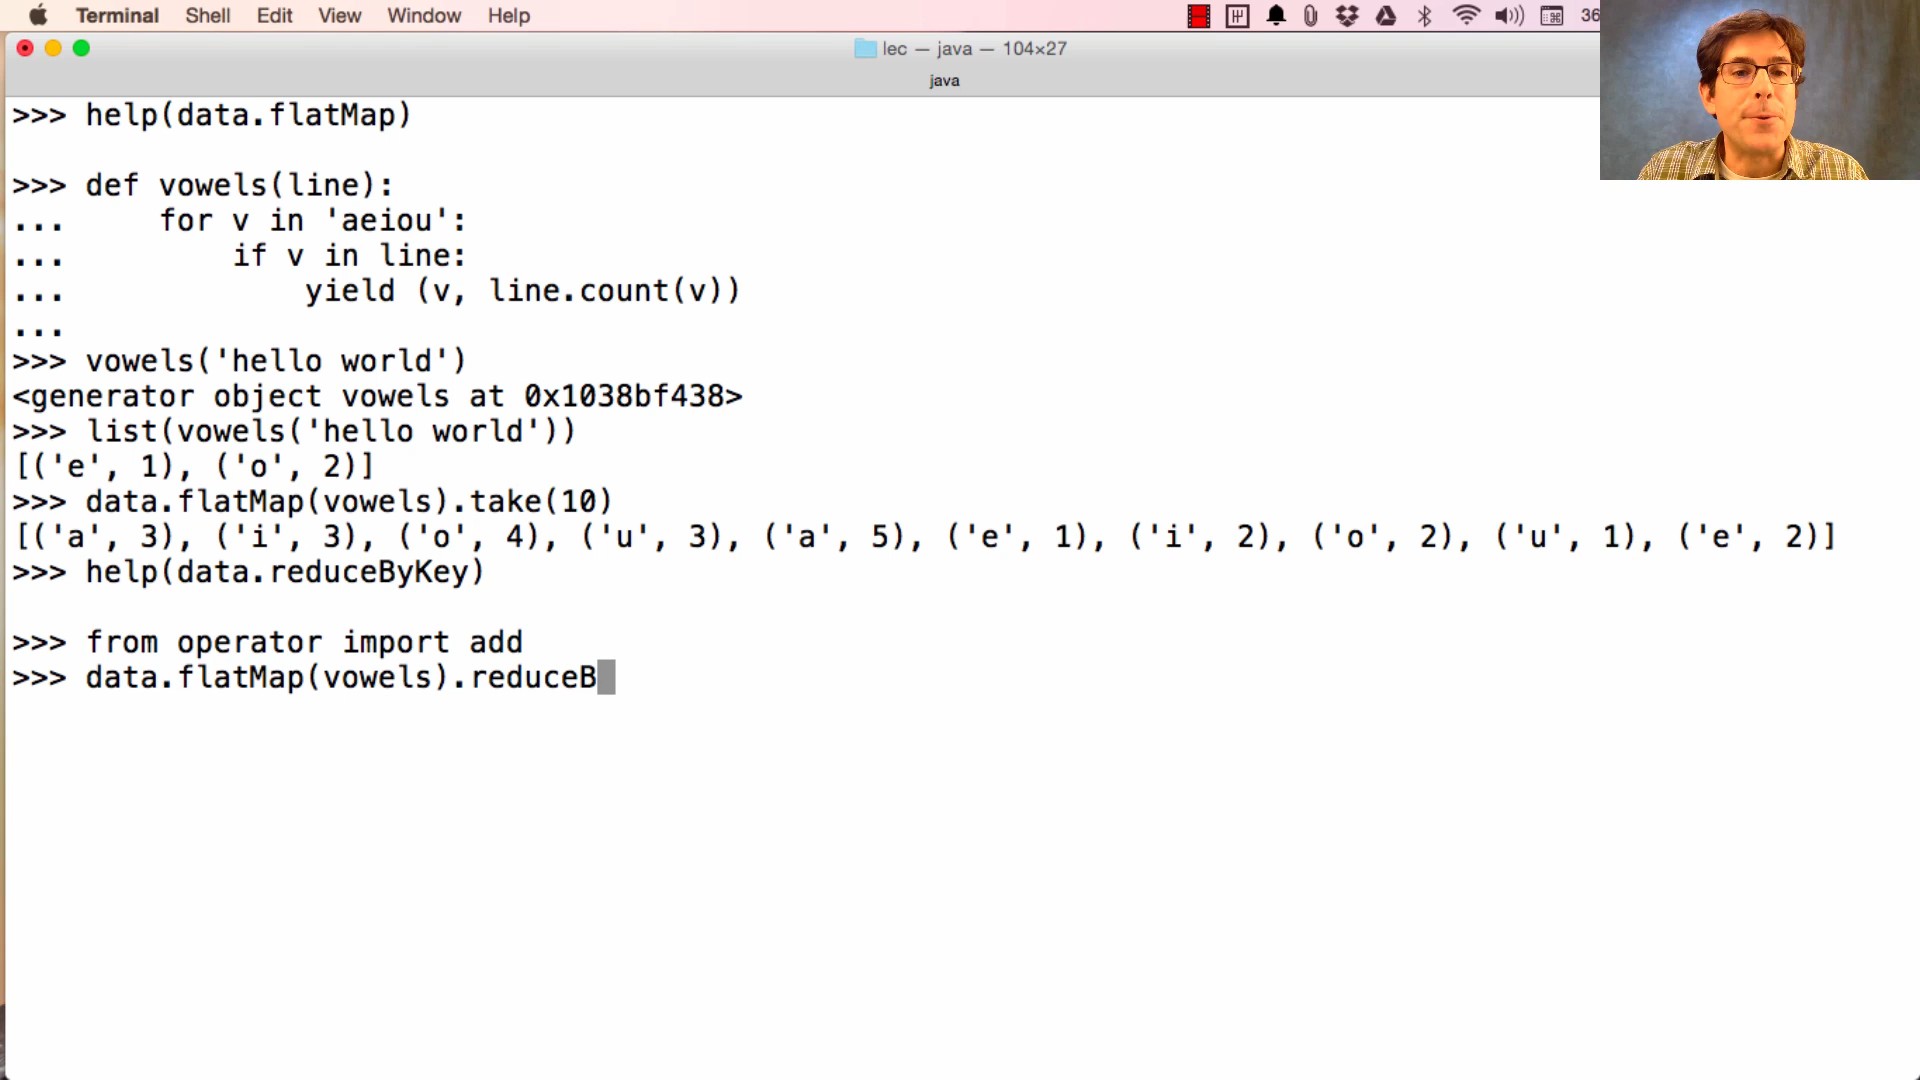 Terminal Shell Edit View Window Help 36
lec — java — 104×27
java
>>> help(data.flatMap)
>>> def vowels(line):
...     for v in 'aeiou':
...         if v in line:
...             yield (v, line.count(v))
...
>>> vowels('hello world')
<generator object vowels at 0x1038bf438>
>>> list(vowels('hello world'))
[('e', 1), ('o', 2)]
>>> data.flatMap(vowels).take(10)
[('a', 3), ('i', 3), ('o', 4), ('u', 3), ('a', 5), ('e', 1), ('i', 2), ('o', 2), ('u', 1), ('e', 2)]
>>> help(data.reduceByKey)
>>> from operator import add
>>> data.flatMap(vowels).reduceB